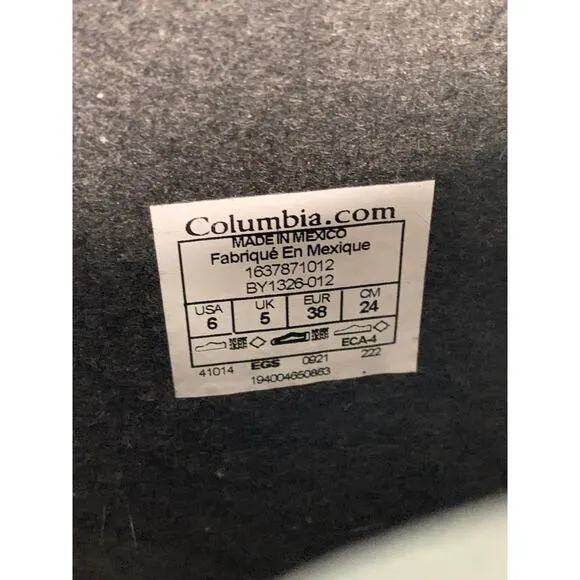 Columbia.com
MADE IN MEXICO
Fabriqué En Mexique
1637871012
BY1326-012
USA UK EUR CM
6 5 38 24
ECA-4
41014 EGS 0921 222
194004650863